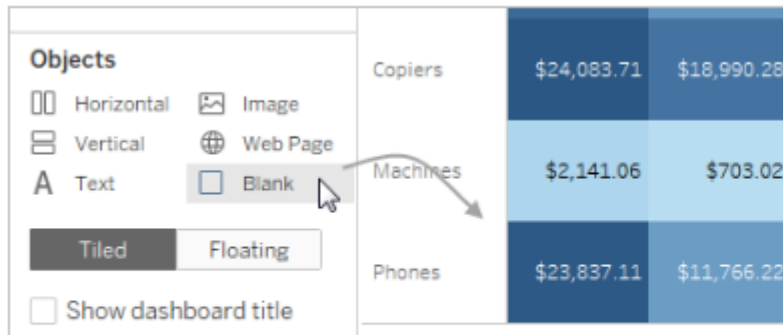 Objects
Horizontal Image
Vertical Web Page
A Text Blank
Tiled Floating
Show dashboard title
Copiers $24,083.71 $18,990.28
Machines $2,141.06 $703.02
Phones $23,837.11 $11,766.22